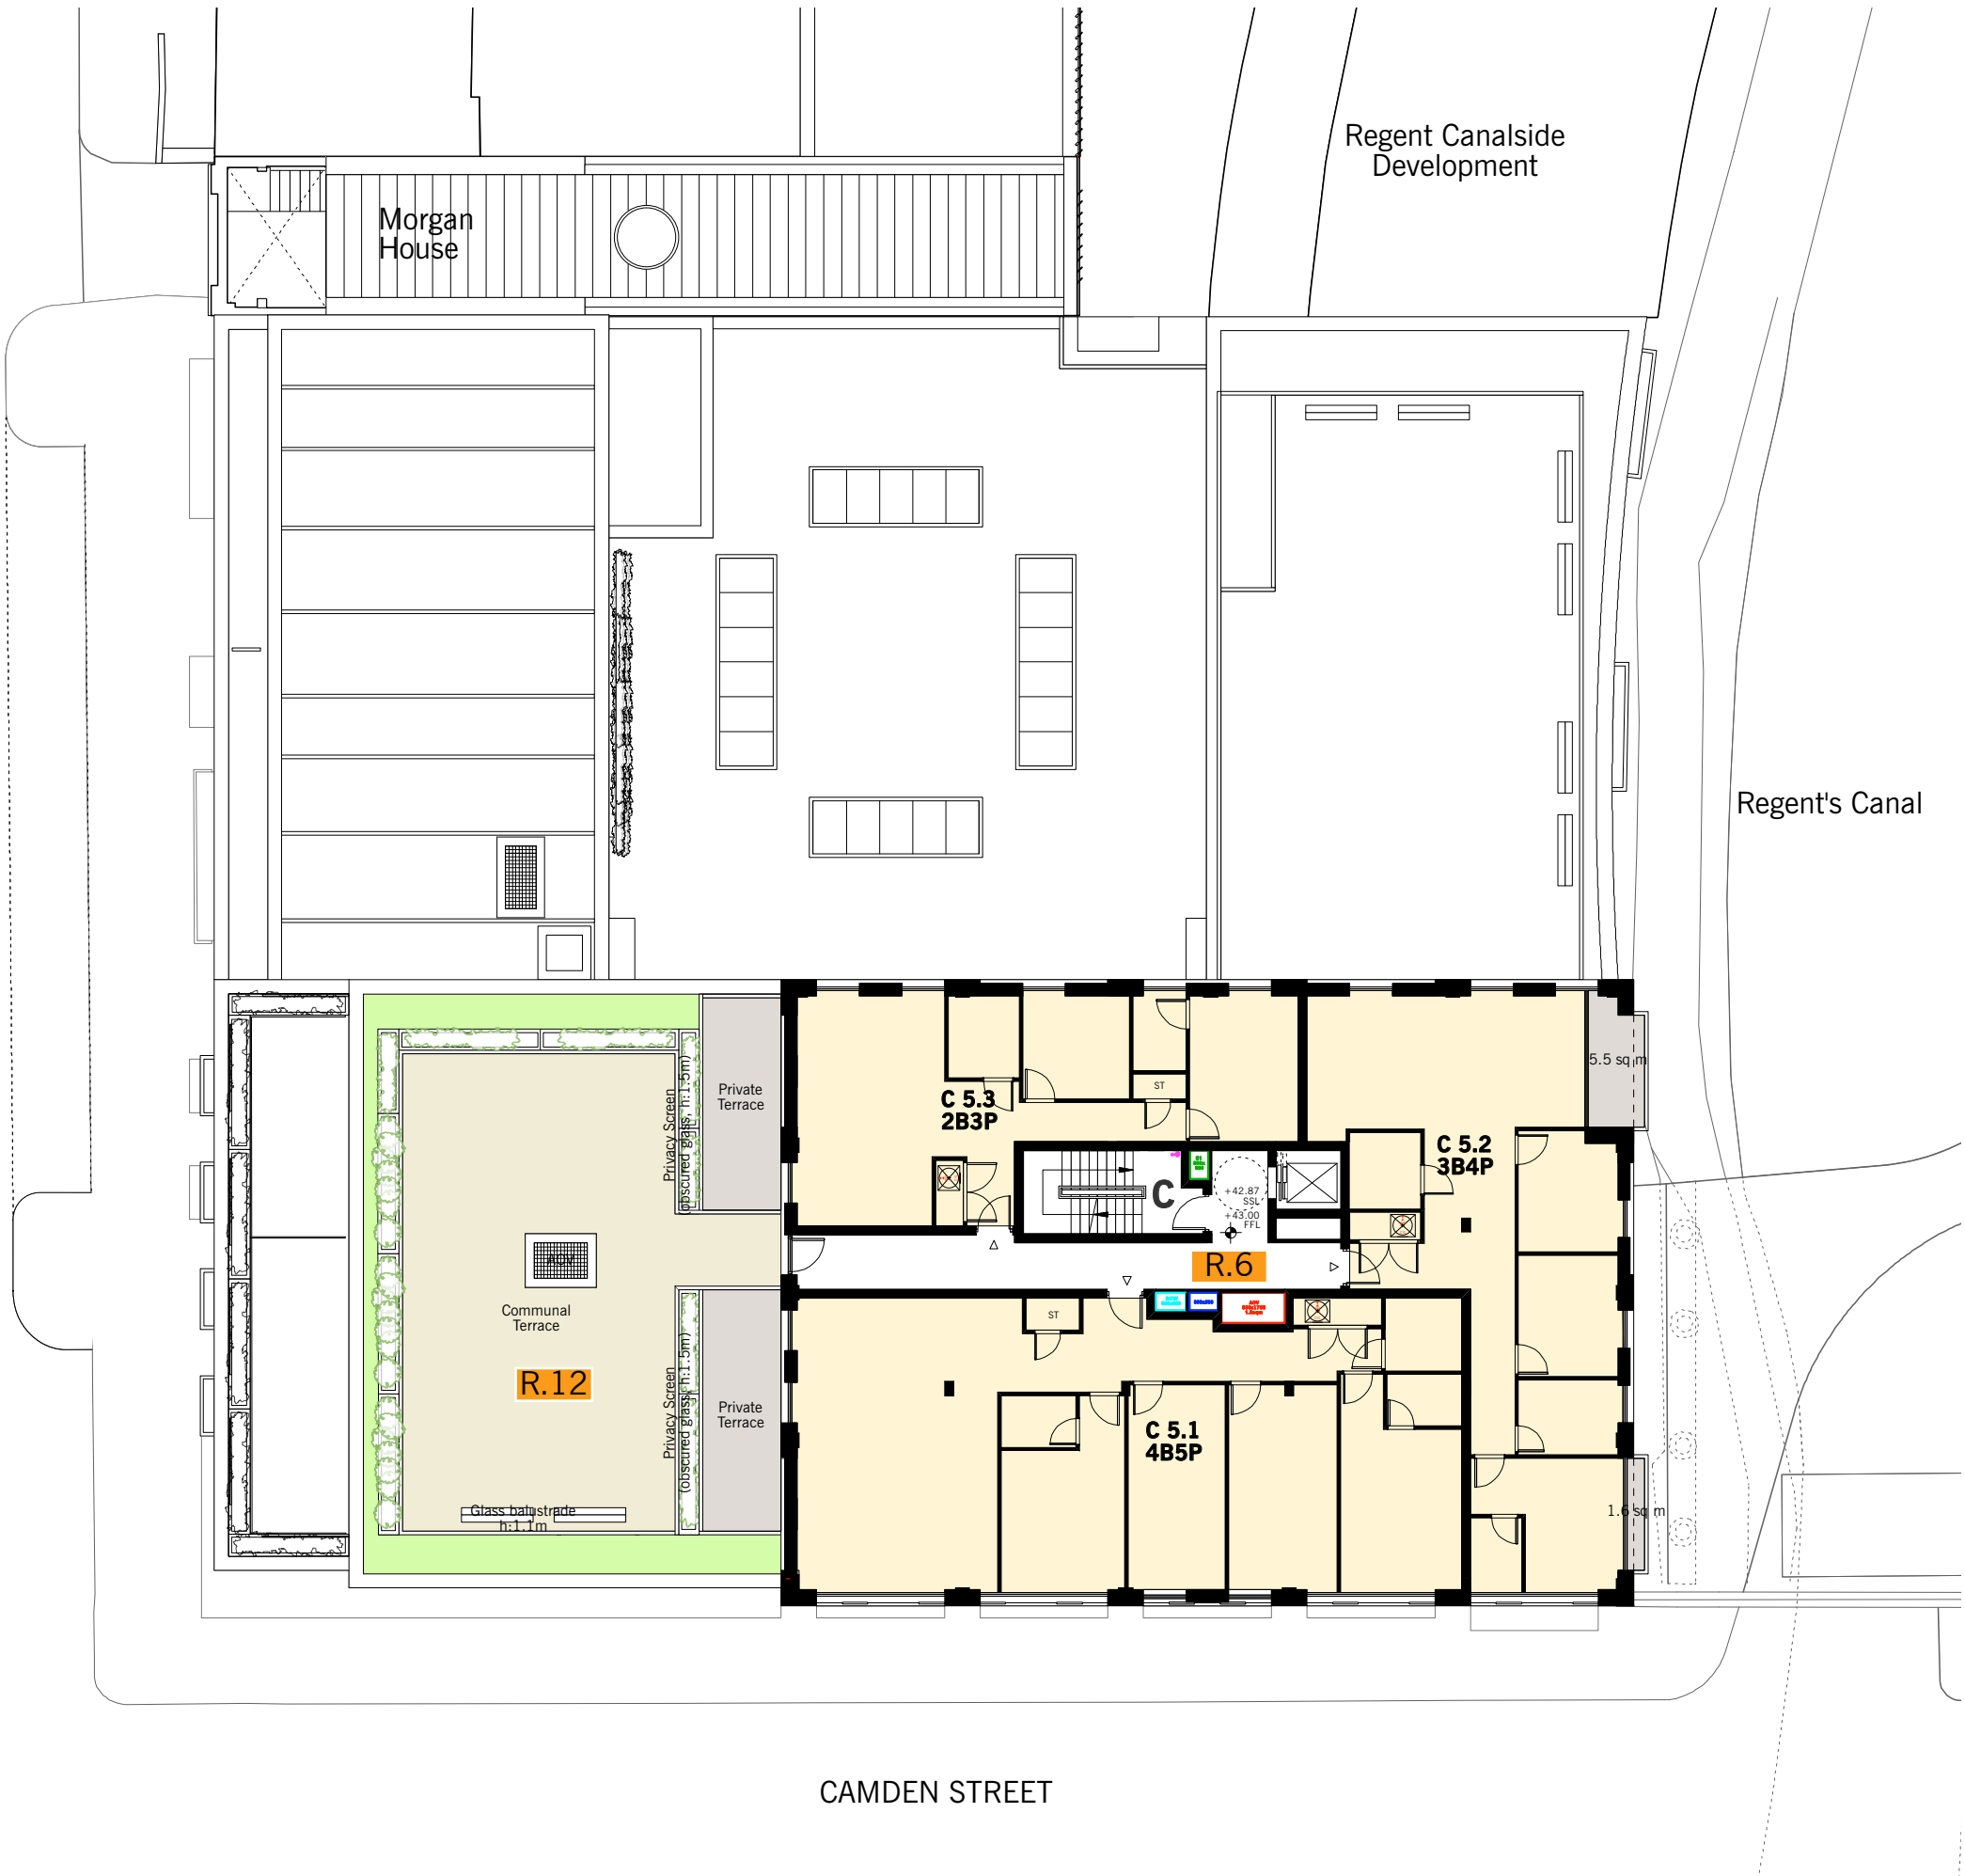 Regent Canalside
Development
Morgan
House
Regent's Canal
5.5 sq m
Private
Terrace
Privacy Screen
(obscured glass, h:1.5m)
C 5.3
2B3P
ST
C 5.2
3B4P
C
+42.87
SSL
+43.00
FFL
R.6
AOV
Communal
Terrace
R.12
ST
Privacy Screen
(obscured glass, h:1.5m)
Private
Terrace
C 5.1
4B5P
Glass balustrade
h:1.1m
1.6 sq m
CAMDEN STREET